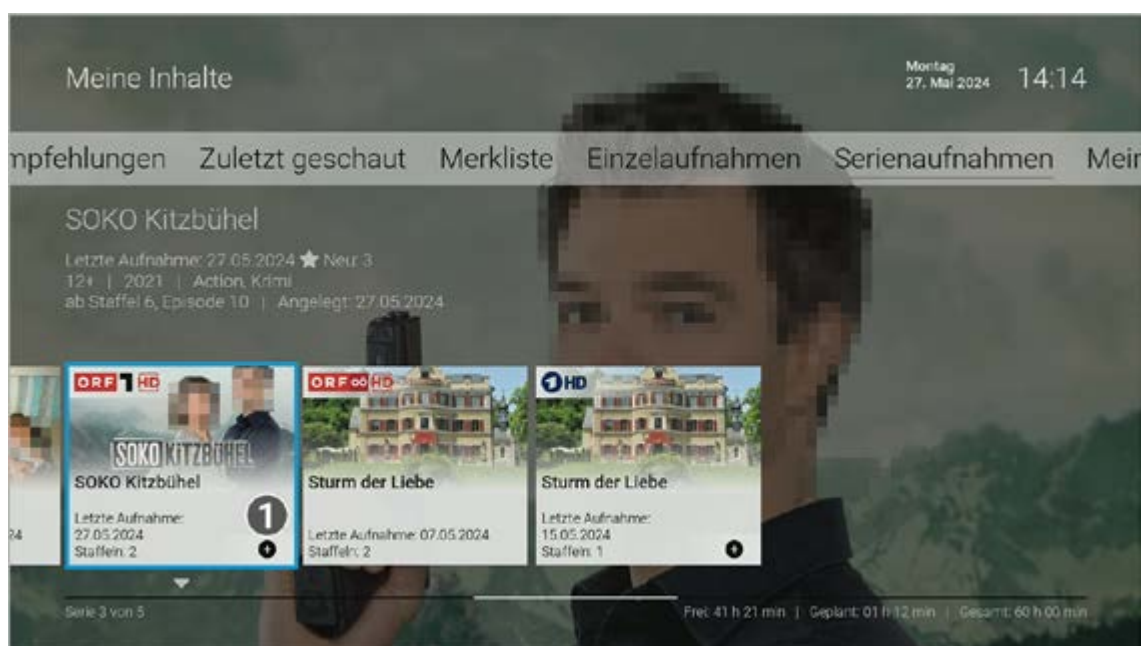 Meine Inhalte
Montag
27. Mai 2024
14:14
mpfehlungen Zuletzt geschaut Merkliste Einzelaufnahmen Serienaufnahmen Mein
SOKO Kitzbühel
Letzte Aufnahme: 27.05.2024 ★ Neu: 3
12+ | 2021 | Action, Krimi
ab Staffel 6, Episode 10 | Angelegt: 27.05.2024
24
ORF 1 HD
SOKO KITZBÜHEL
SOKO Kitzbühel
Letzte Aufnahme:
27.05.2024
Staffeln: 2
1
ORF OÖ HD
Sturm der Liebe
Letzte Aufnahme: 07.05.2024
Staffeln: 2
1 HD
Sturm der Liebe
Letzte Aufnahme:
15.05.2024
Staffeln: 1
Serie 3 von 5
Frei: 41 h 21 min | Geplant: 01 h 12 min | Gesamt: 60 h 00 min